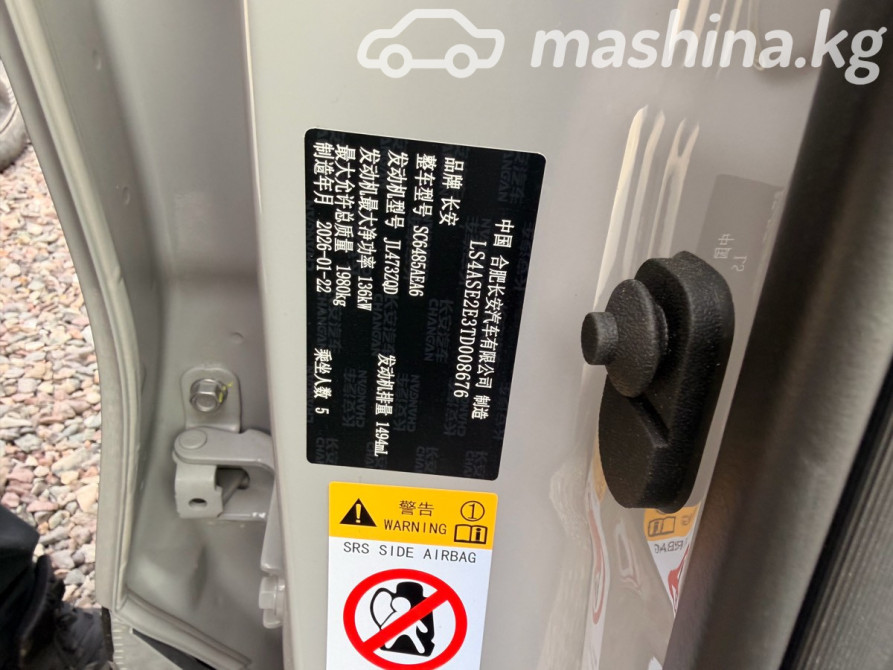 mashina.kg
中国 合肥长安汽车有限公司 制造
LS4ASE2E3TD008676
品牌 长安
整车型号 SC6485AEA6
发动机型号 JL473ZQD 发动机排量 1494mL
发动机最大净功率 136kW
最大允许总质量 1980kg
制造年月 2026-01-22 乘坐人数 5
警告
WARNING
SRS SIDE AIRBAG